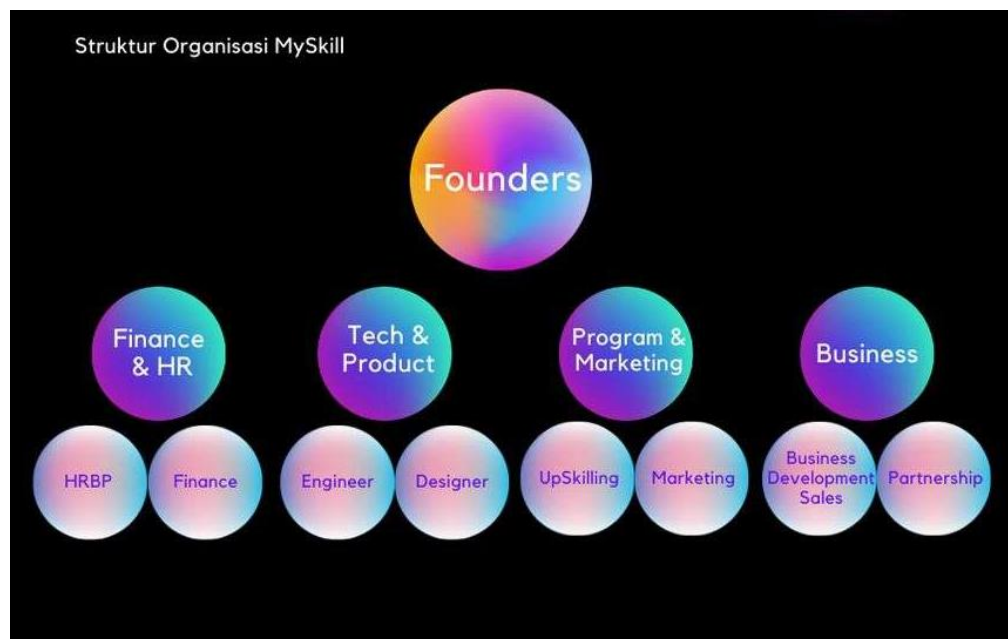 Struktur Organisasi MySkill
Founders
Finance
& HR
Tech &
Product
Program &
Marketing
Business
HRBP
Finance
Engineer
Designer
UpSkilling
Marketing
Business
Development
Sales
Partnership